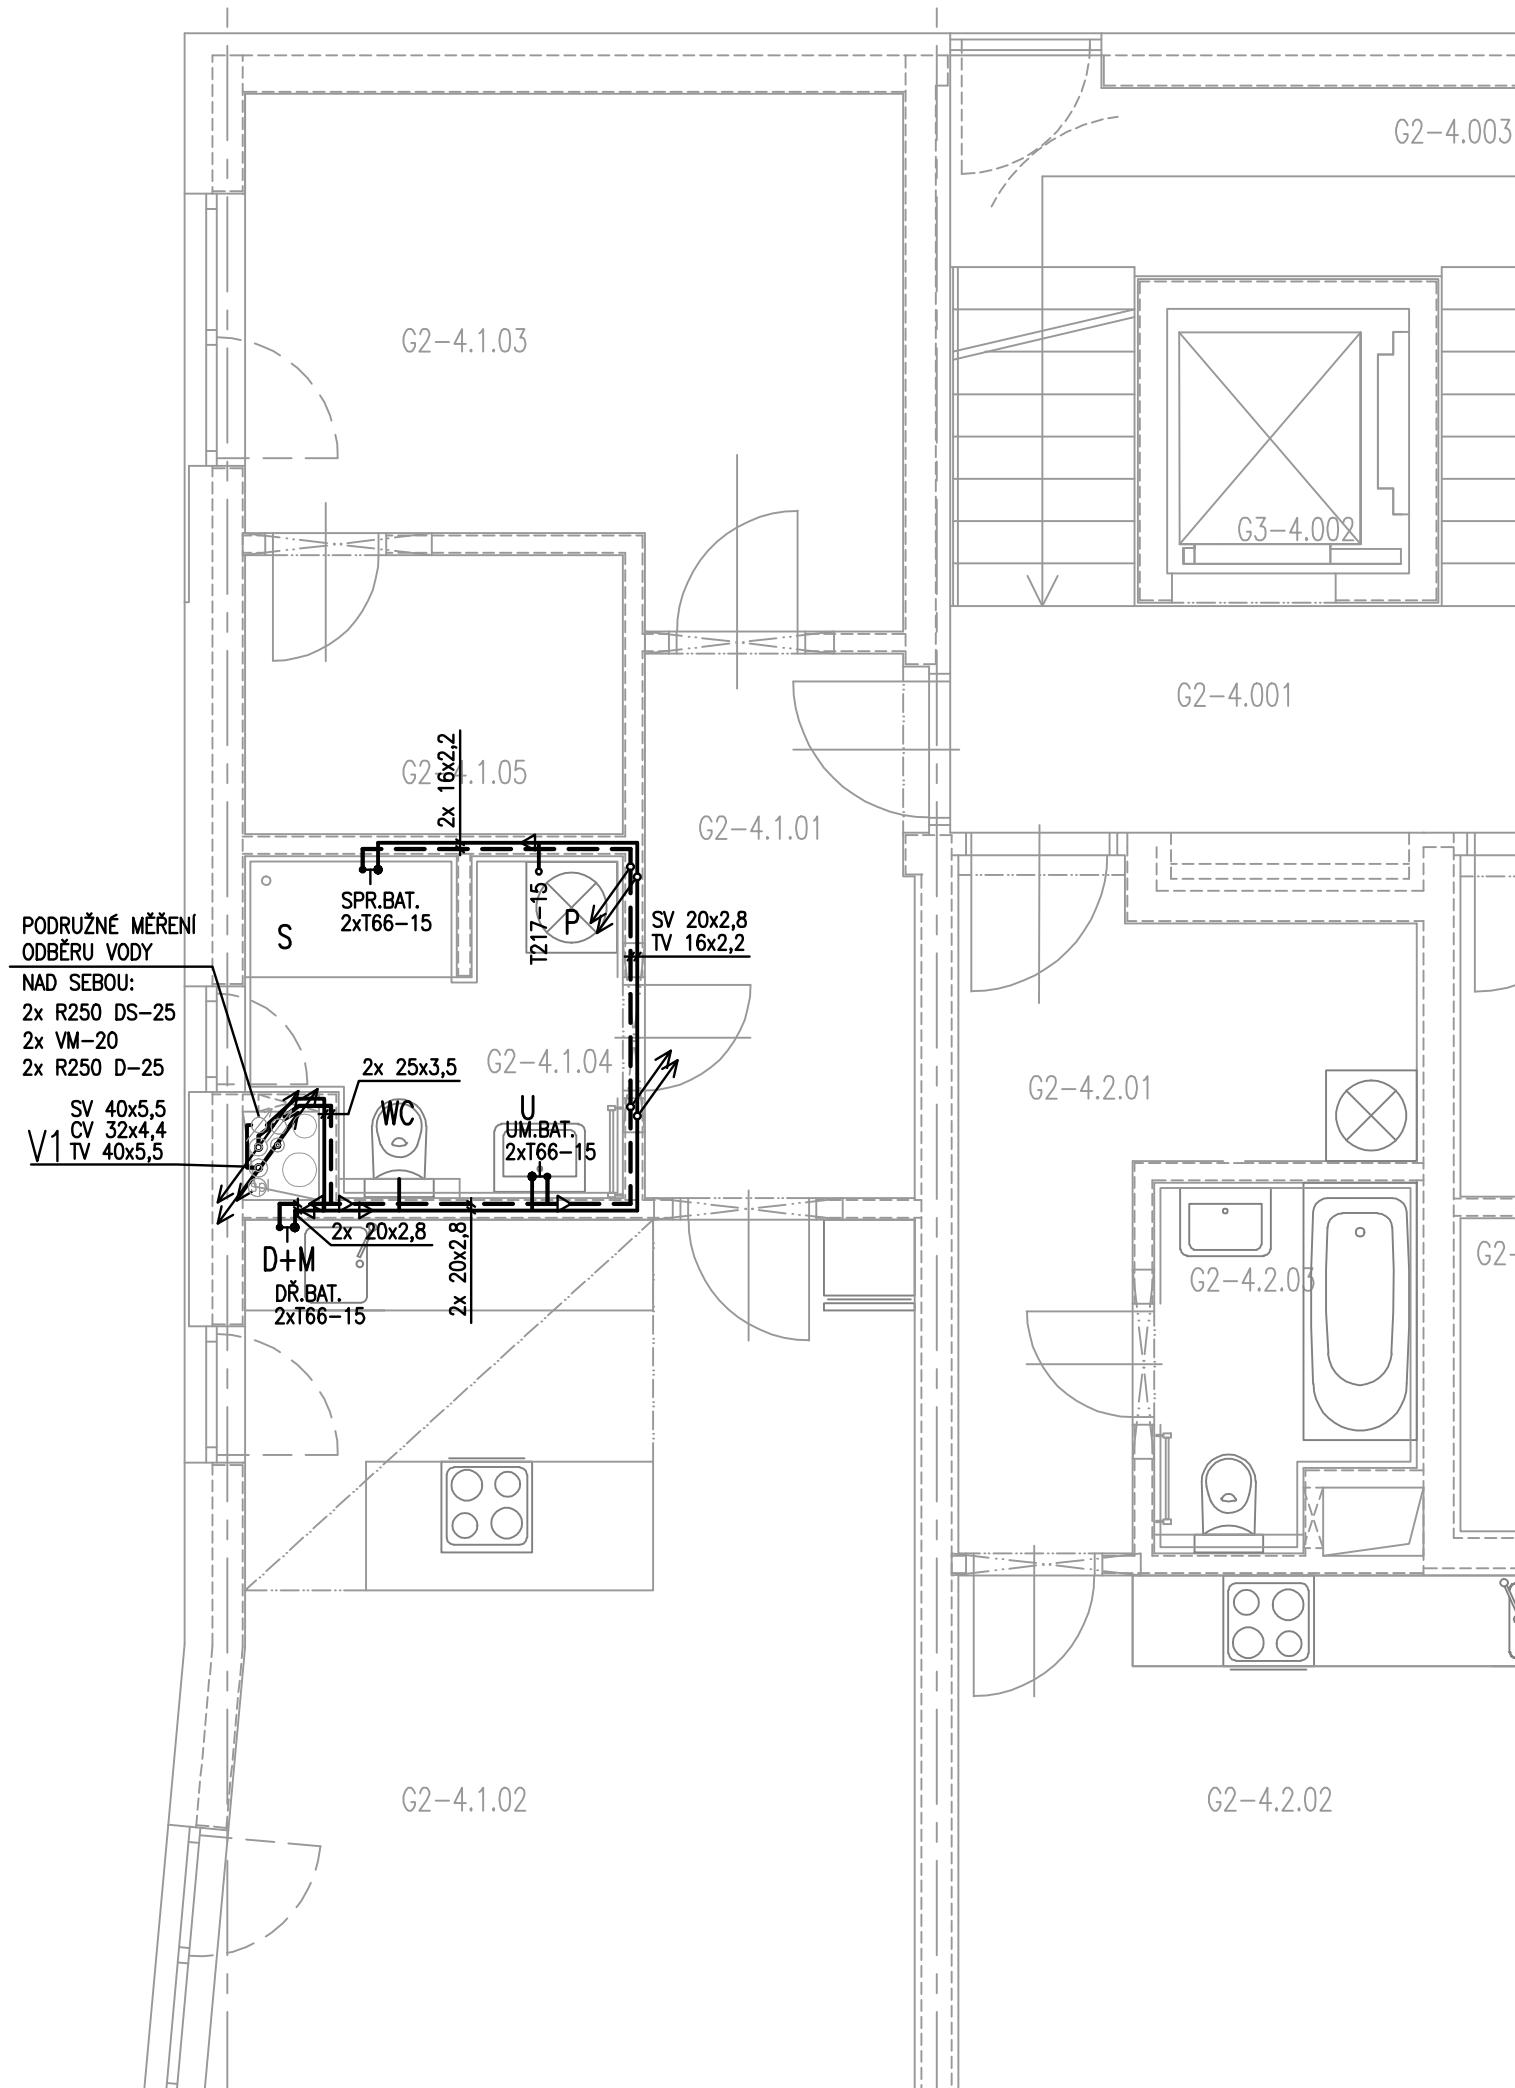 G2-4.003
G2-4.1.03
G3-4.002
G2-4.001
2x 16x2,2
G2-4.1.05
G2-4.1.01
SPR.BAT.
2xT66-15
T217-15
P
S
SV 20x2,8
TV 16x2,2
PODRUŽNÉ MĚŘENÍ
ODBĚRU VODY
NAD SEBOU:
2x R250 DS-25
2x VM-20
2x R250 D-25
2x 25x3,5
G2-4.1.04
G2-4.2.01
SV 40x5,5
CV 32x4,4
TV 40x5,5
V1
WC
U
UM.BAT.
2xT66-15
2x 20x2,8
2x 20x2,8
D+M
DŘ.BAT.
2xT66-15
G2-4.2.03
G2-
G2-4.1.02
G2-4.2.02